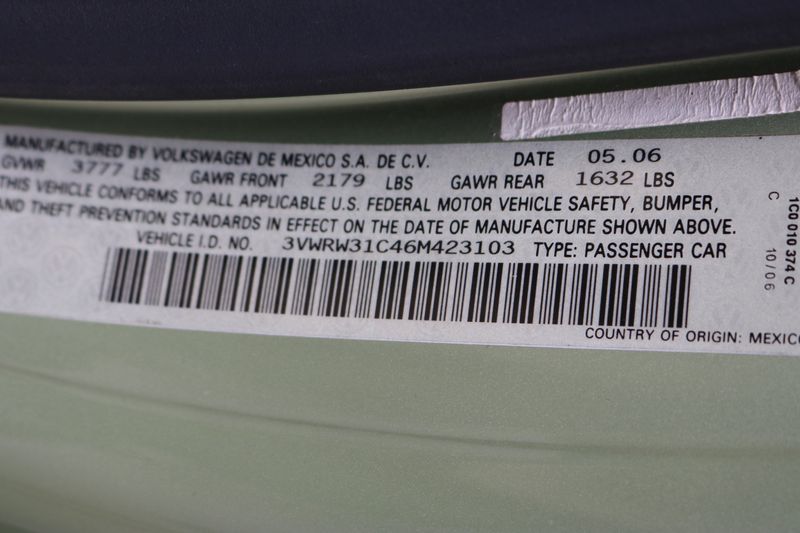 MANUFACTURED BY VOLKSWAGEN DE MEXICO S.A. DE C.V. DATE 05.06
GVWR 3777 LBS GAWR FRONT 2179 LBS GAWR REAR 1632 LBS
THIS VEHICLE CONFORMS TO ALL APPLICABLE U.S. FEDERAL MOTOR VEHICLE SAFETY, BUMPER,
AND THEFT PREVENTION STANDARDS IN EFFECT ON THE DATE OF MANUFACTURE SHOWN ABOVE.
VEHICLE I.D. NO. 3VWRW31C46M423103 TYPE: PASSENGER CAR
COUNTRY OF ORIGIN: MEXICO
1C0 010 374 C
C 10/06